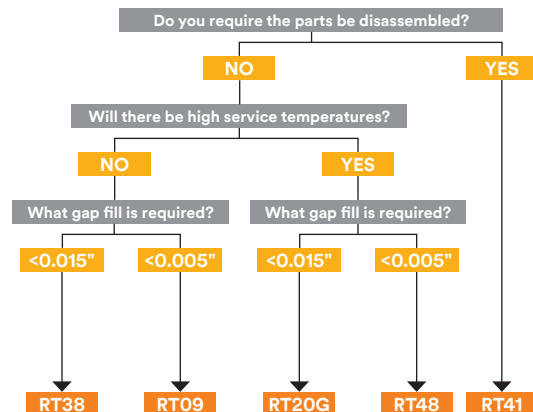 Do you require the parts be disassembled?
NO
YES
Will there be high service temperatures?
NO
YES
What gap fill is required?
What gap fill is required?
<0.015"
<0.005"
<0.015"
<0.005"
RT38
RT09
RT20G
RT48
RT41